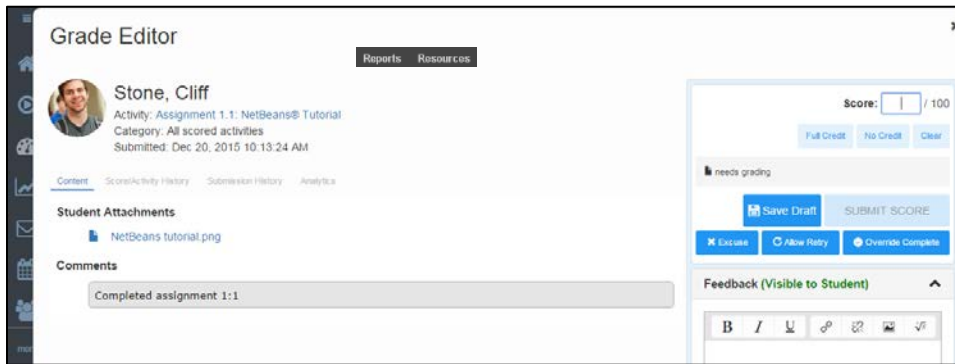 Grade Editor
Reports Resources
Stone, Cliff
Activity: Assignment 1.1: NetBeans® Tutorial
Category: All scored activities
Submitted: Dec 20, 2015 10:13:24 AM
Content Score/Activity History Submission History Analytics
Student Attachments
NetBeans tutorial.png
Comments
Completed assignment 1:1
Score: / 100
Full Credit No Credit Clear
needs grading
Save Draft SUBMIT SCORE
Excuse Allow Retry Override Complete
Feedback (Visible to Student)
B I U